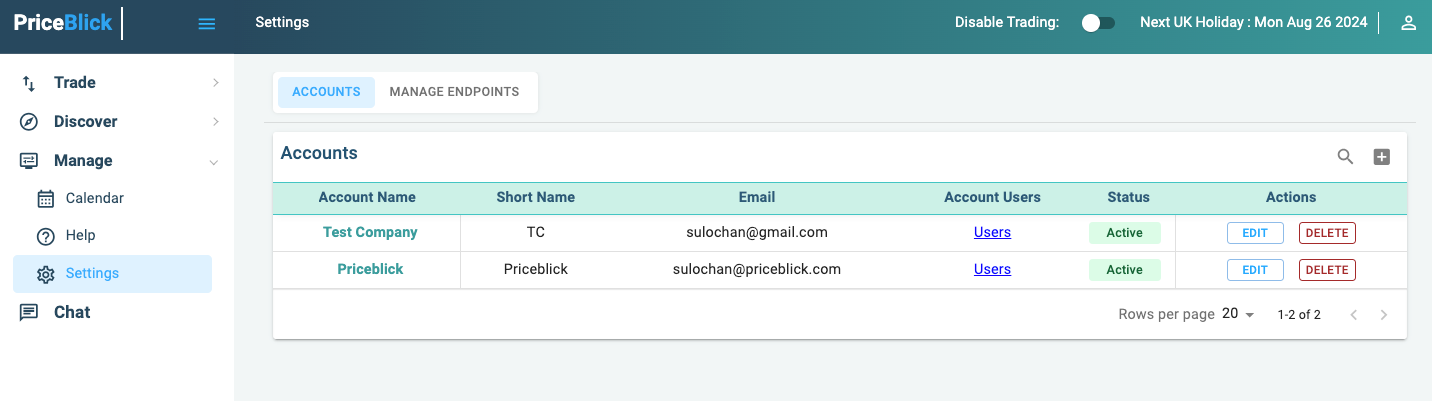 PriceBlick
Settings
Disable Trading:
Next UK Holiday : Mon Aug 26 2024
Trade
Discover
Manage
Calendar
Help
Settings
Chat
ACCOUNTS MANAGE ENDPOINTS
Accounts
Account Name Short Name Email Account Users Status Actions
Test Company TC sulochan@gmail.com Users Active EDIT DELETE
Priceblick Priceblick sulochan@priceblick.com Users Active EDIT DELETE
Rows per page 20 1-2 of 2